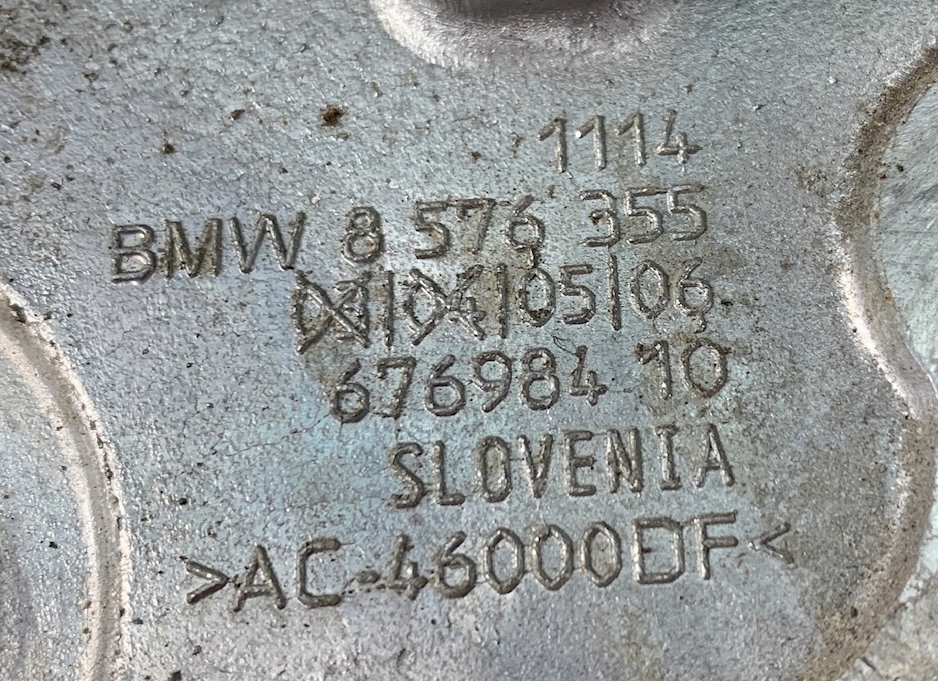 1114
BMW 8 576 355
03|04|05|06
676984 10
SLOVENIA
>AC-46000DF<